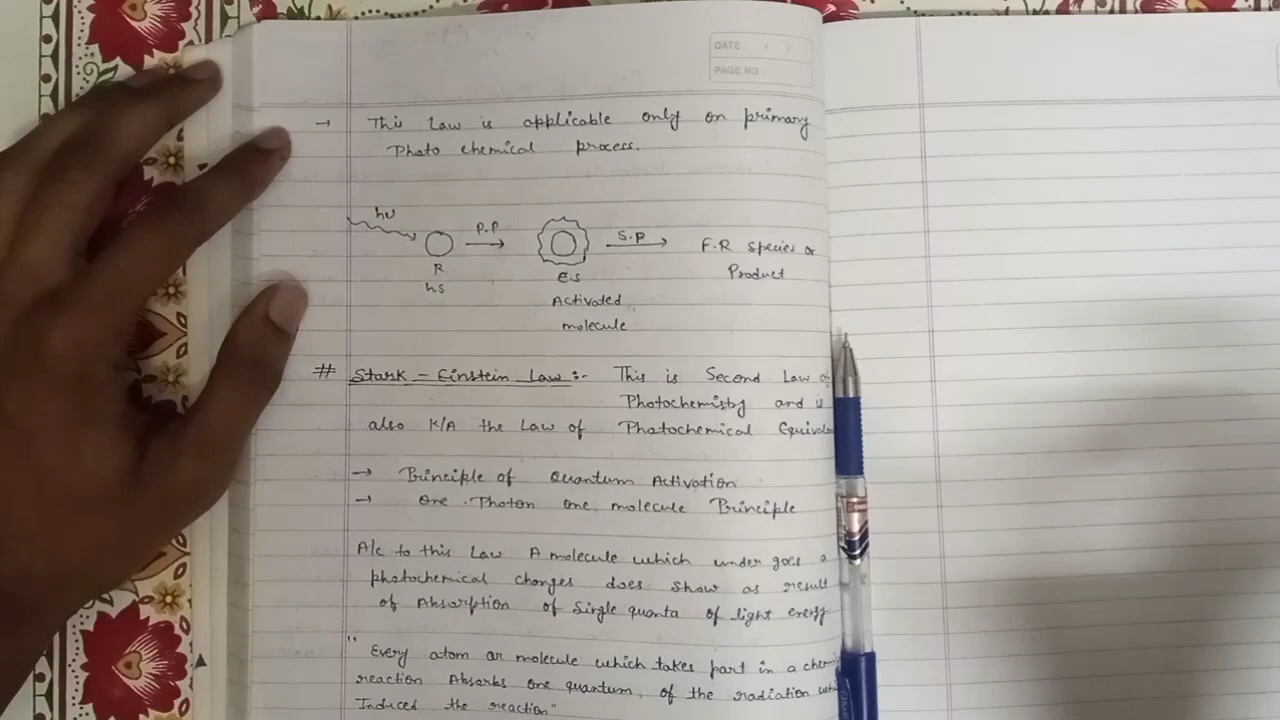 DATE: / /
PAGE NO.:
→ This Law is applicable only on primary
Photo chemical process.
hν
P.P
S.P
F.R Species or
Product
R
h.s
E.S
Activated
molecule
# Stark - Einstein Law :- This is Second Law of
Photochemistry and is
also K/A the Law of Photochemical
→ Principle of Quantum Activation
→ One Photon one molecule Principle
A/c to this Law A molecule which under goes a
photochemical changes does show as result
of Absorption of Single quanta of light energy
" Every atom or molecule which takes part in a
reaction Absorbs one quantum of the radiation
Induced the reaction"